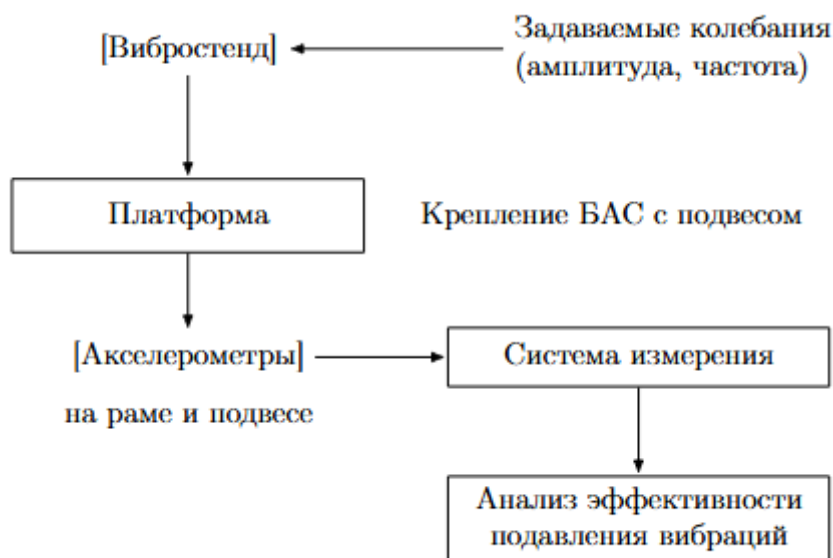 [Вибростенд]
Задаваемые колебания
(амплитуда, частота)
Платформа
Крепление БАС с подвесом
[Акселерометры]
на раме и подвесе
Система измерения
Анализ эффективности
подавления вибраций